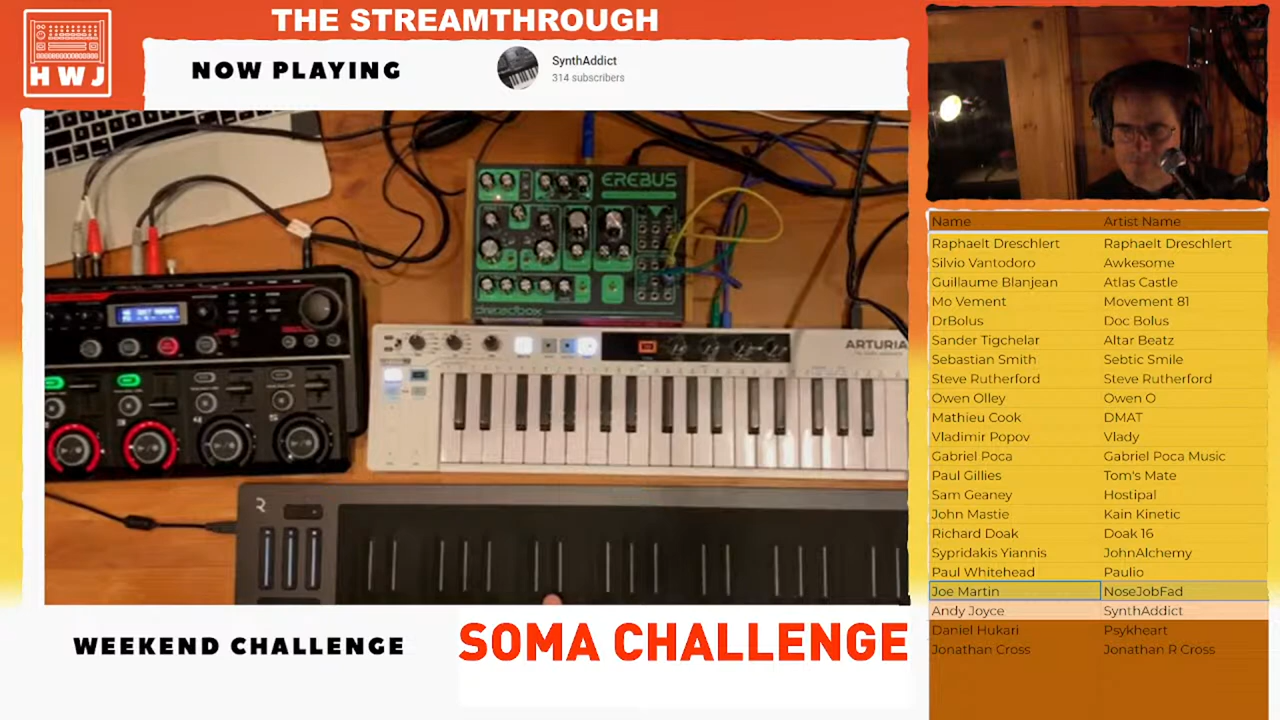 HWJ
THE STREAMTHROUGH
NOW PLAYING
SynthAddict
314 subscribers
EREBUS
dreadbox
ARTURIA
WEEKEND CHALLENGE
SOMA CHALLENGE
Name Artist Name
Raphaelt Dreschlert Raphaelt Dreschlert
Silvio Vantodoro Awkesome
Guillaume Blanjean Atlas Castle
Mo Vement Movement 81
DrBolus Doc Bolus
Sander Tigchelar Altar Beatz
Sebastian Smith Sebtic Smile
Steve Rutherford Steve Rutherford
Owen Olley Owen O
Mathieu Cook DMAT
Vladimir Popov Vlady
Gabriel Poca Gabriel Poca Music
Paul Gillies Tom's Mate
Sam Geaney Hostipal
John Mastie Kain Kinetic
Richard Doak Doak 16
Sypridakis Yiannis JohnAlchemy
Paul Whitehead Paulio
Joe Martin NoseJobFad
Andy Joyce SynthAddict
Daniel Hukari Psykheart
Jonathan Cross Jonathan R Cross